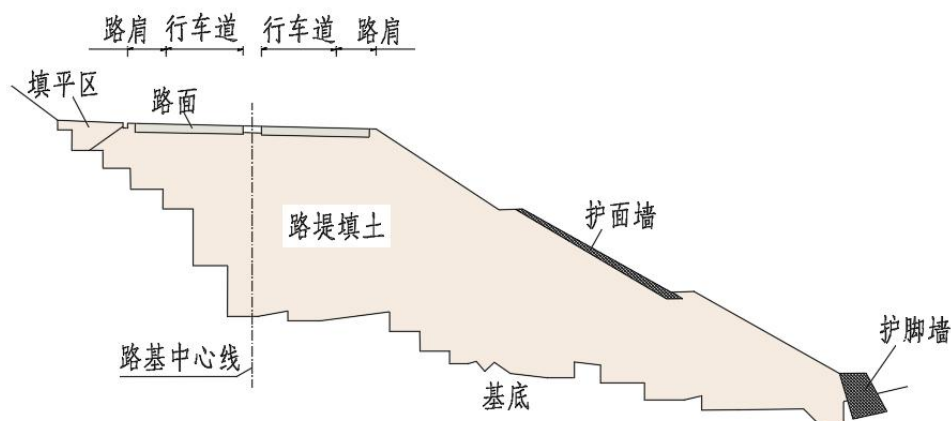 路肩 行车道 行车道 路肩
填平区
路面
路堤填土
护面墙
护脚墙
路基中心线
基底